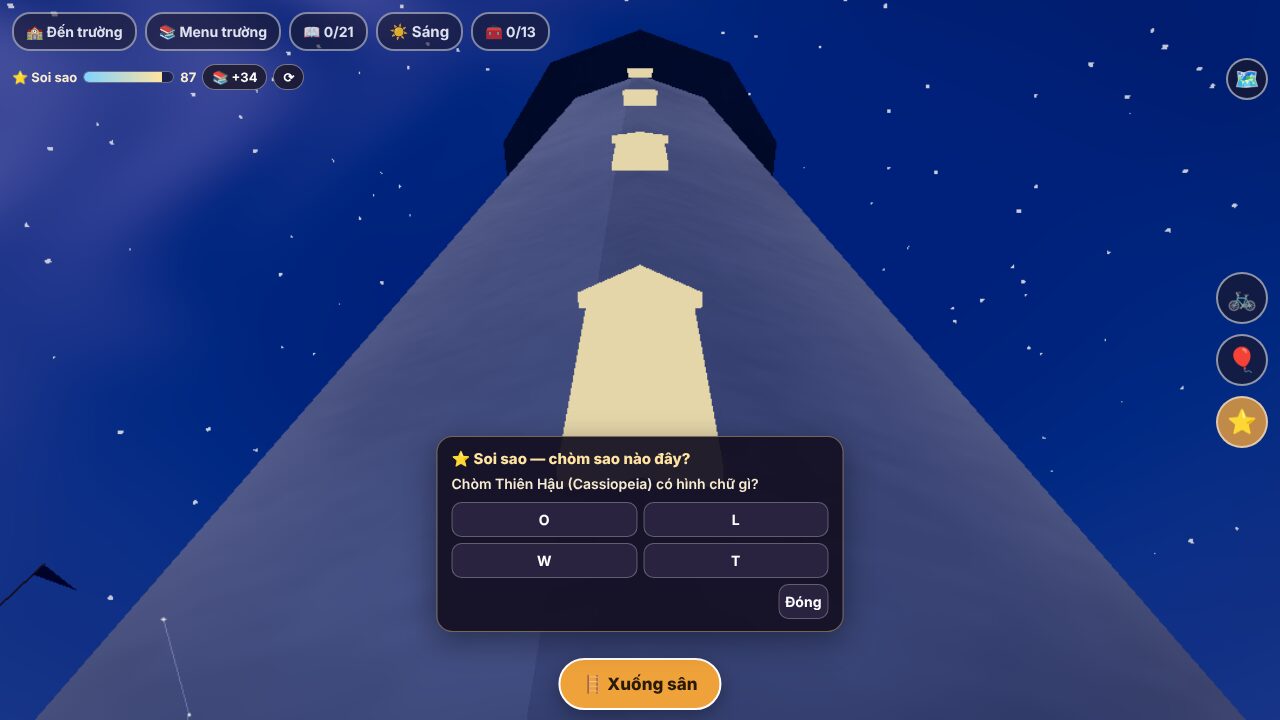 🏫 Đến trường
📚 Menu trường
📖 0/21
☀️ Sáng
🧰 0/13
⭐ Soi sao
87
📚 +34
⟳
⭐ Soi sao — chòm sao nào đây?
Chòm Thiên Hậu (Cassiopeia) có hình chữ gì?
O
L
W
T
Đóng
🪜 Xuống sân